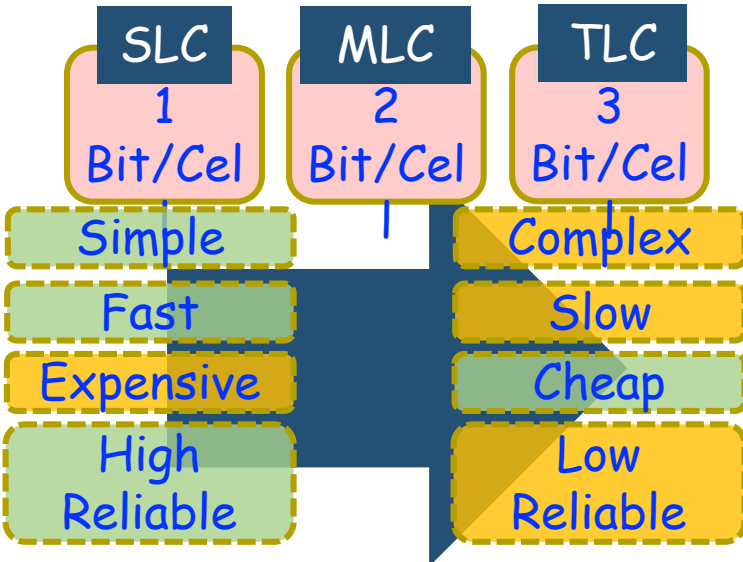 SLC
MLC
TLC
1
Bit/Cel
l
2
Bit/Cel
l
3
Bit/Cel
l
Simple
Complex
Fast
Slow
Expensive
Cheap
High
Reliable
Low
Reliable